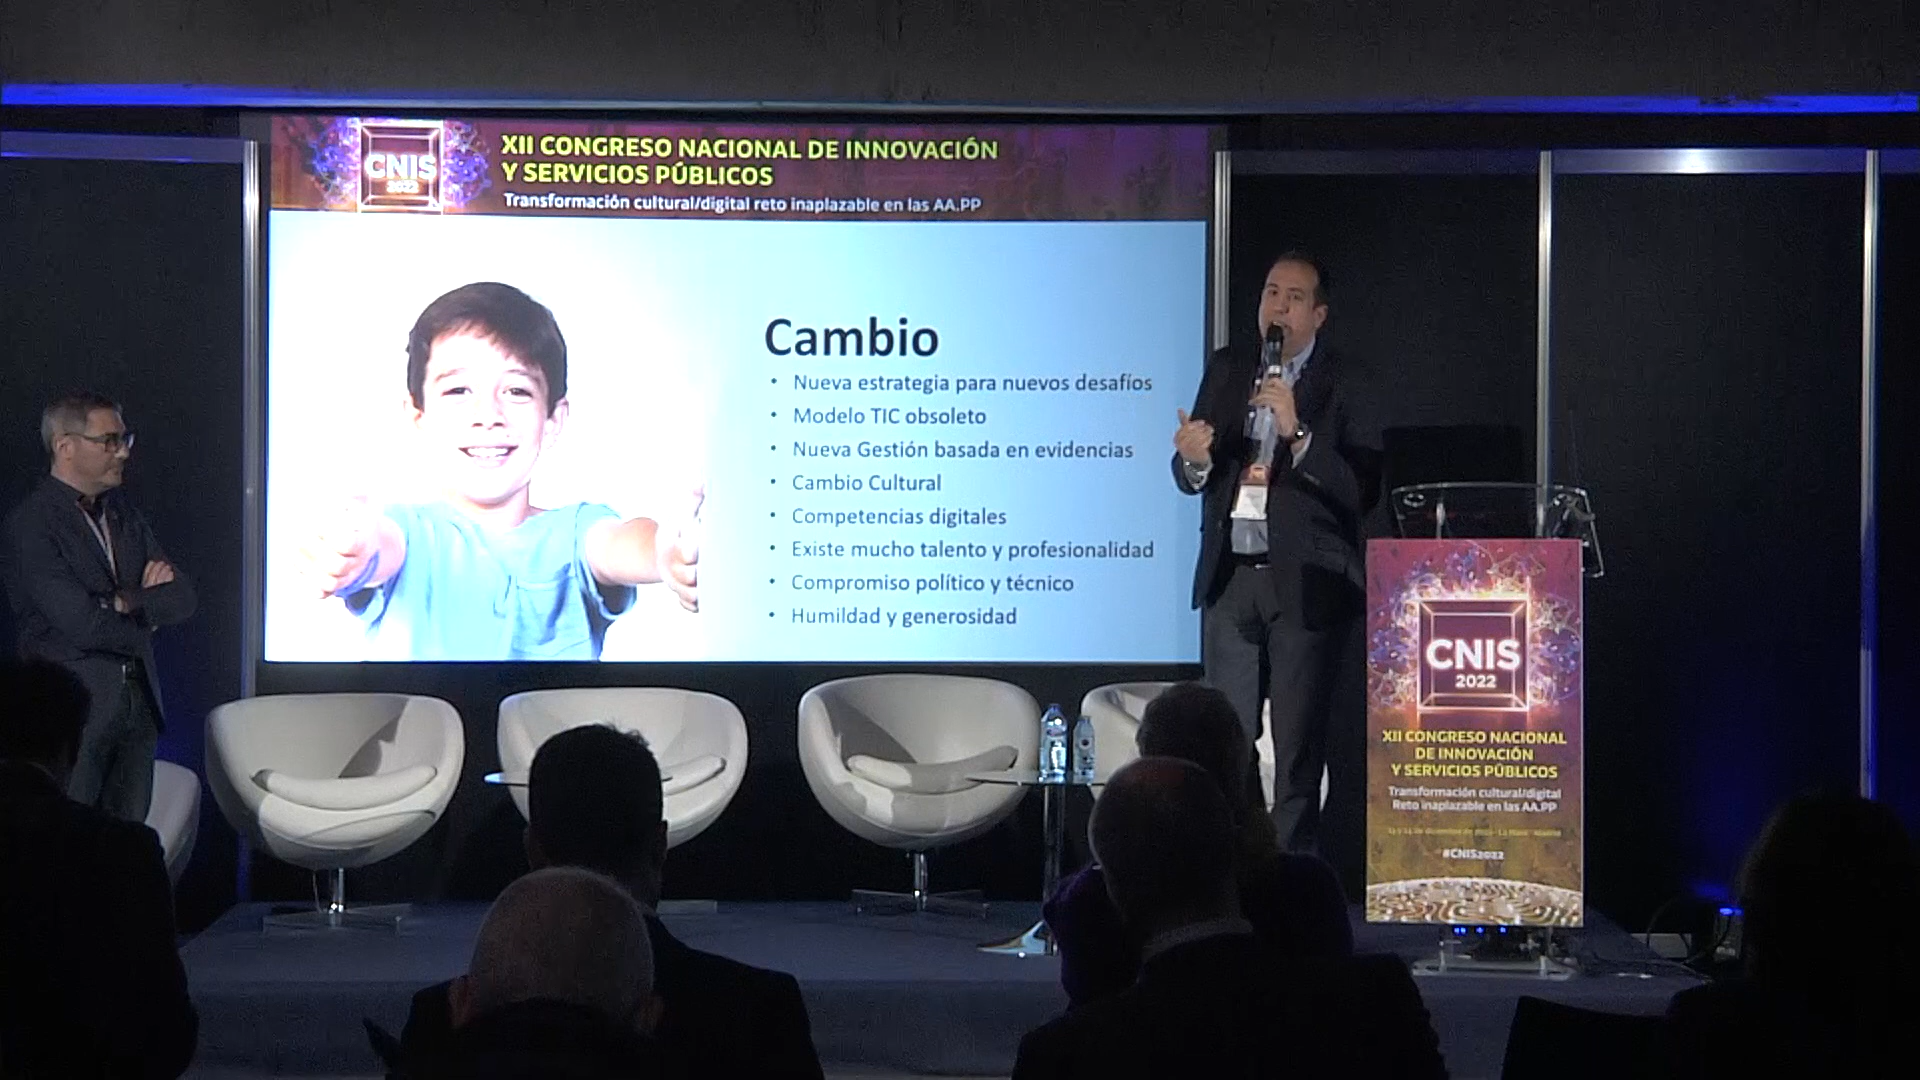 CNIS
2022
XII CONGRESO NACIONAL DE INNOVACIÓN
Y SERVICIOS PÚBLICOS
Transformación cultural/digital reto inaplazable en las AA.PP
Cambio
• Nueva estrategia para nuevos desafíos
• Modelo TIC obsoleto
• Nueva Gestión basada en evidencias
• Cambio Cultural
• Competencias digitales
• Existe mucho talento y profesionalidad
• Compromiso político y técnico
• Humildad y generosidad
CNIS
2022
XII CONGRESO NACIONAL
DE INNOVACIÓN
Y SERVICIOS PÚBLICOS
Transformación cultural/digital
Reto inaplazable en las AA.PP
#CNIS2022